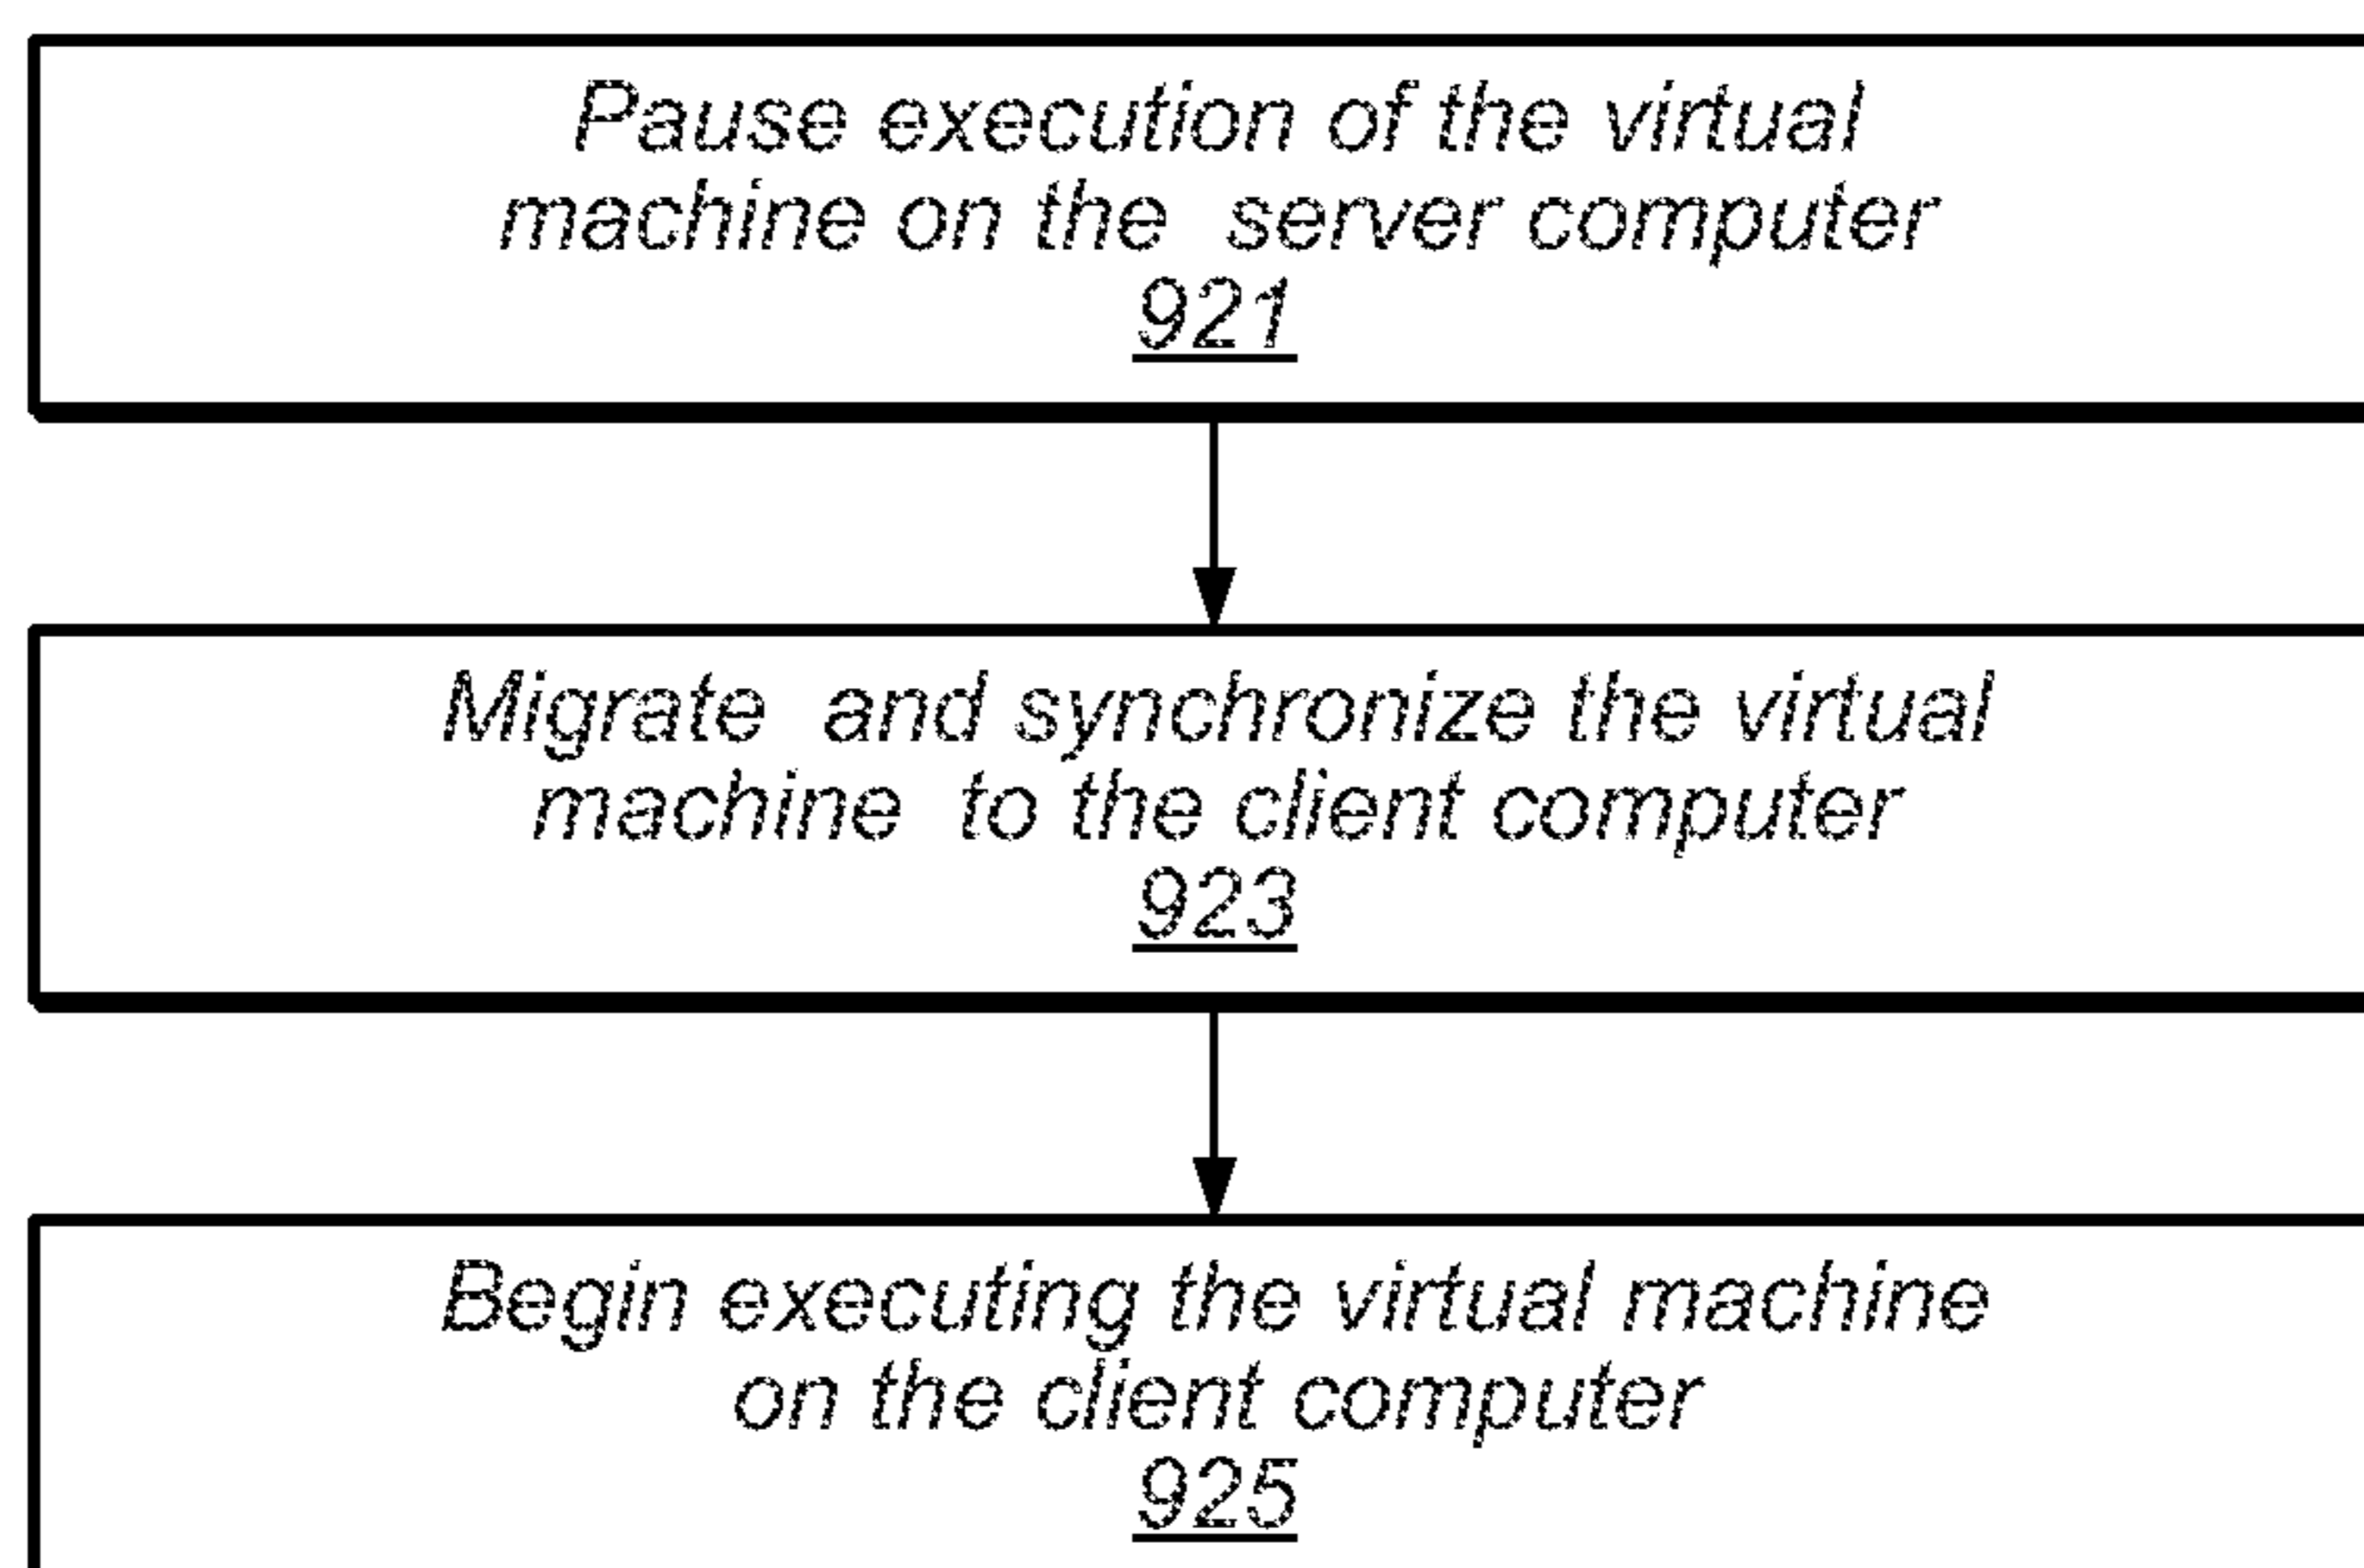 Pause execution of the virtual
machine on the server computer
921
Migrate and synchronize the virtual
machine to the client computer
923
Begin executing the virtual machine
on the client computer
925